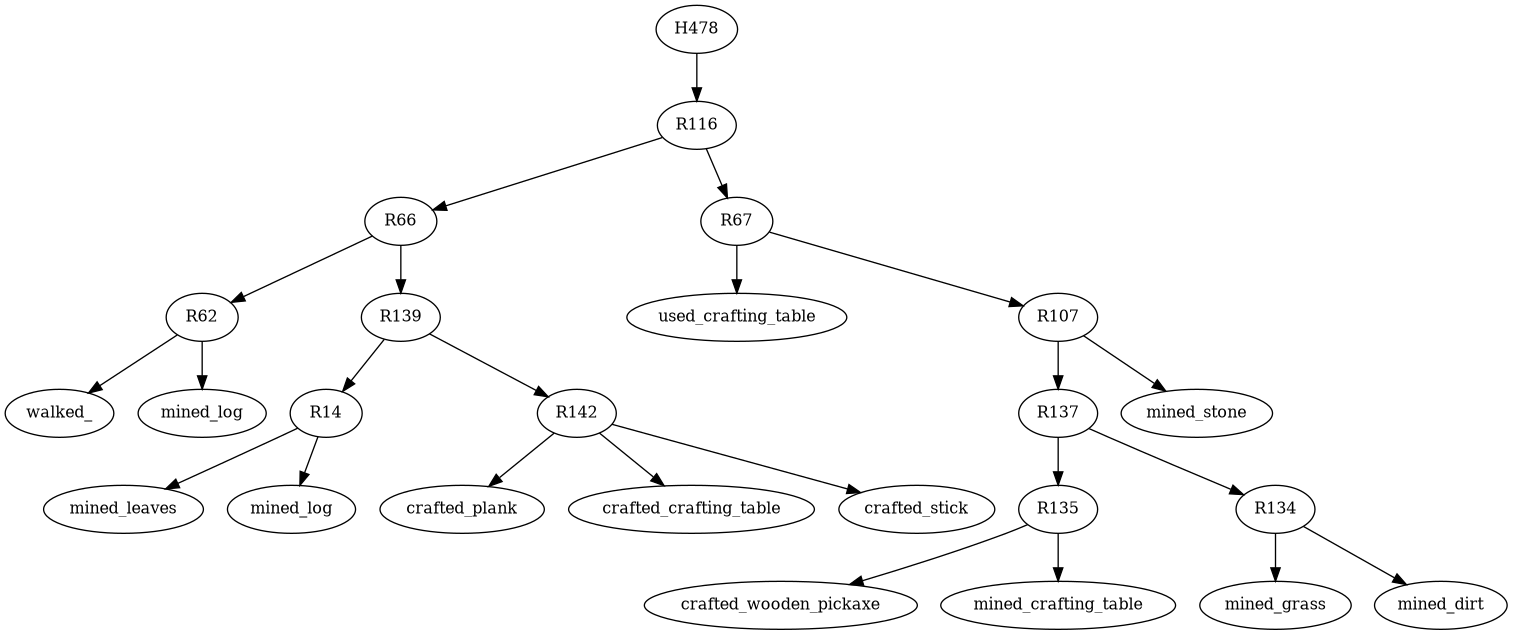 H478
R116
R66
R67
R62
R139
used_crafting_table
R107
walked_
mined_log
R14
R142
R137
mined_stone
mined_leaves
mined_log
crafted_plank
crafted_crafting_table
crafted_stick
R135
R134
crafted_wooden_pickaxe
mined_crafting_table
mined_grass
mined_dirt